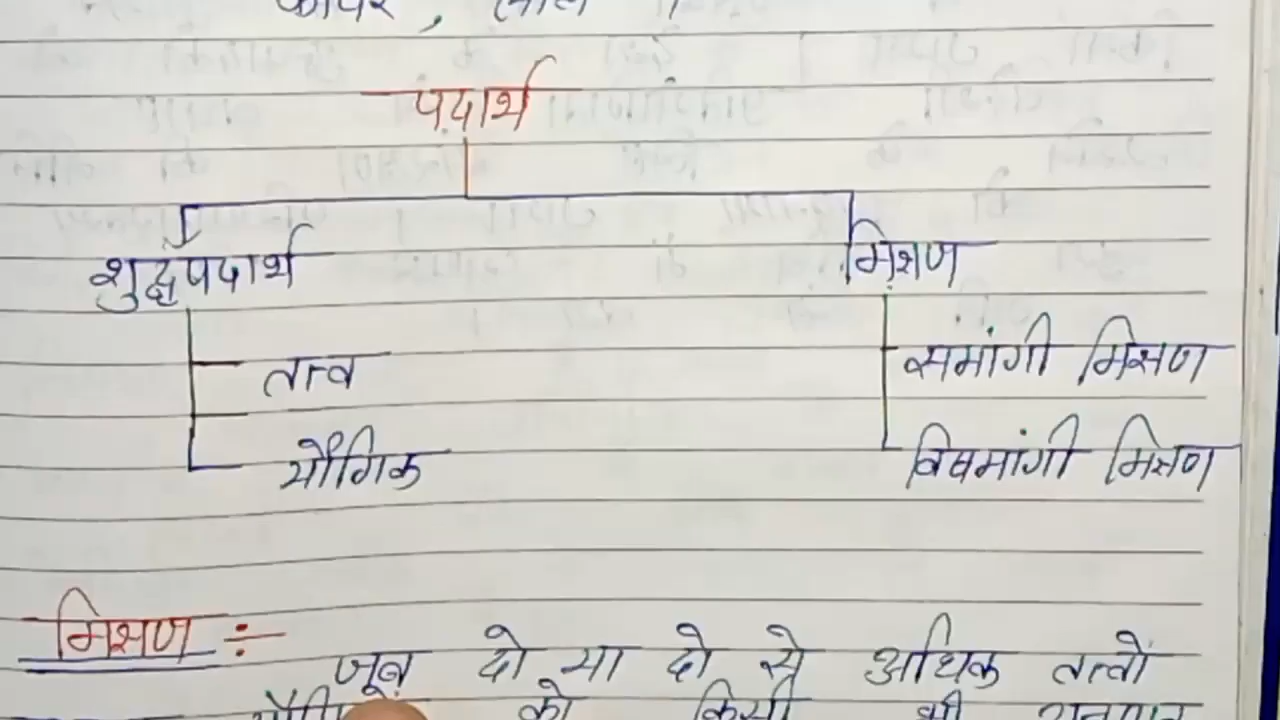 पदार्थ
शुद्धपदार्थ मिश्रण
तत्त्व समांगी मिश्रण
यौगिक विषमांगी मिश्रण
मिश्रण ÷
जब दो या दो से अधिक तत्त्वों
को किसी भी